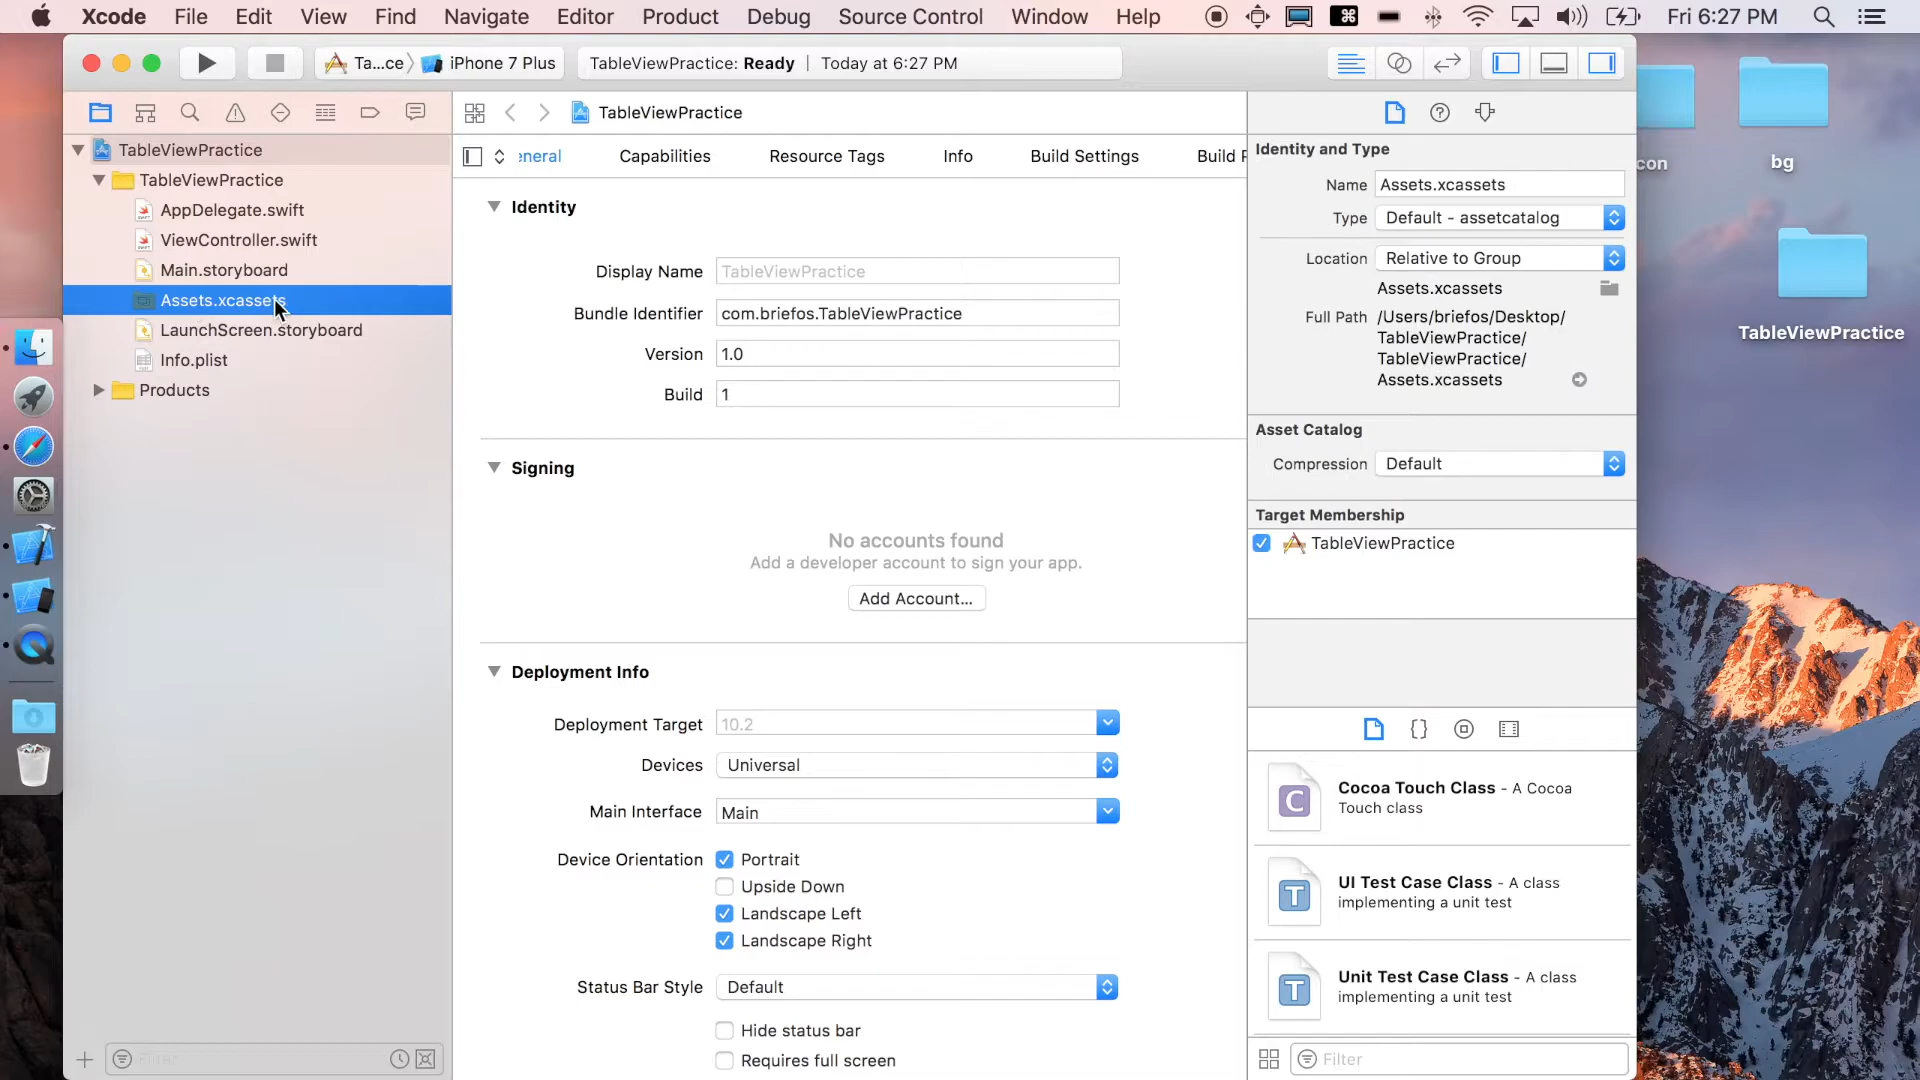 Xcode File Edit View Find Navigate Editor Product Debug Source Control Window Help Fri 6:27 PM
Ta...ce iPhone 7 Plus TableViewPractice: Ready | Today at 6:27 PM
TableViewPractice
TableViewPractice
AppDelegate.swift
ViewController.swift
Main.storyboard
Assets.xcassets
LaunchScreen.storyboard
Info.plist
Products
Filter
TableViewPractice
eneral Capabilities Resource Tags Info Build Settings Build P
Identity
Display Name TableViewPractice
Bundle Identifier com.briefos.TableViewPractice
Version 1.0
Build 1
Signing
No accounts found
Add a developer account to sign your app.
Add Account...
Deployment Info
Deployment Target 10.2
Devices Universal
Main Interface Main
Device Orientation Portrait
Upside Down
Landscape Left
Landscape Right
Status Bar Style Default
Hide status bar
Requires full screen
Identity and Type
Name Assets.xcassets
Type Default - assetcatalog
Location Relative to Group
Assets.xcassets
Full Path /Users/briefos/Desktop/
TableViewPractice/
TableViewPractice/
Assets.xcassets
Asset Catalog
Compression Default
Target Membership
TableViewPractice
C
Cocoa Touch Class - A Cocoa
Touch class
T
UI Test Case Class - A class
implementing a unit test
T
Unit Test Case Class - A class
implementing a unit test
Filter
con
bg
TableViewPractice